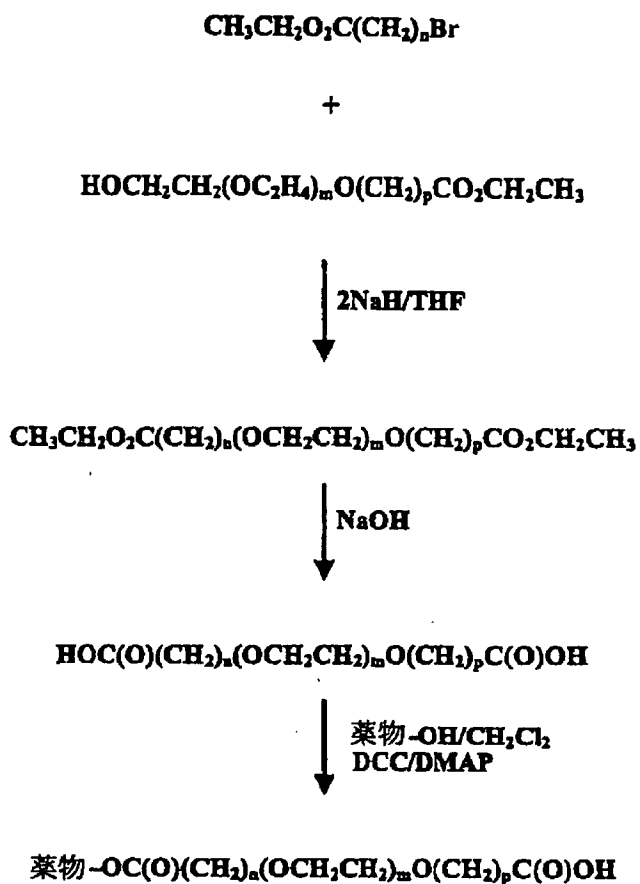 CH₃CH₂O₂C(CH₂)ₙBr
+
HOCH₂CH₂(OC₂H₄)ₘO(CH₂)ₚCO₂CH₂CH₃
2NaH/THF
CH₃CH₂O₂C(CH₂)ₙ(OCH₂CH₂)ₘO(CH₂)ₚCO₂CH₂CH₃
NaOH
HOC(O)(CH₂)ₙ(OCH₂CH₂)ₘO(CH₂)ₚC(O)OH
薬物-OH/CH₂Cl₂
DCC/DMAP
薬物-OC(O)(CH₂)ₙ(OCH₂CH₂)ₘO(CH₂)ₚC(O)OH